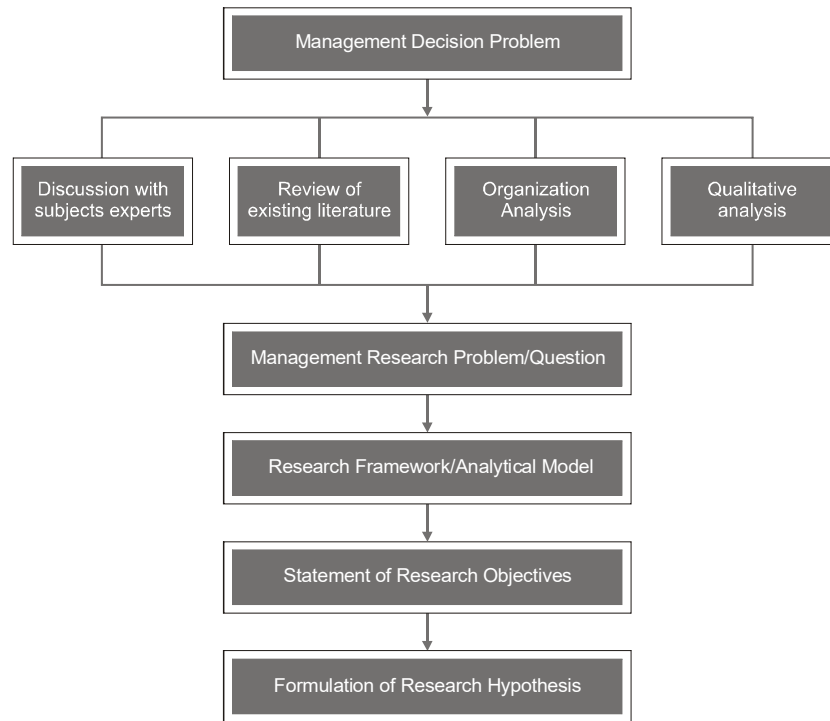 Management Decision Problem
Discussion with
subjects experts
Review of
existing literature
Organization
Analysis
Qualitative
analysis
Management Research Problem/Question
Research Framework/Analytical Model
Statement of Research Objectives
Formulation of Research Hypothesis